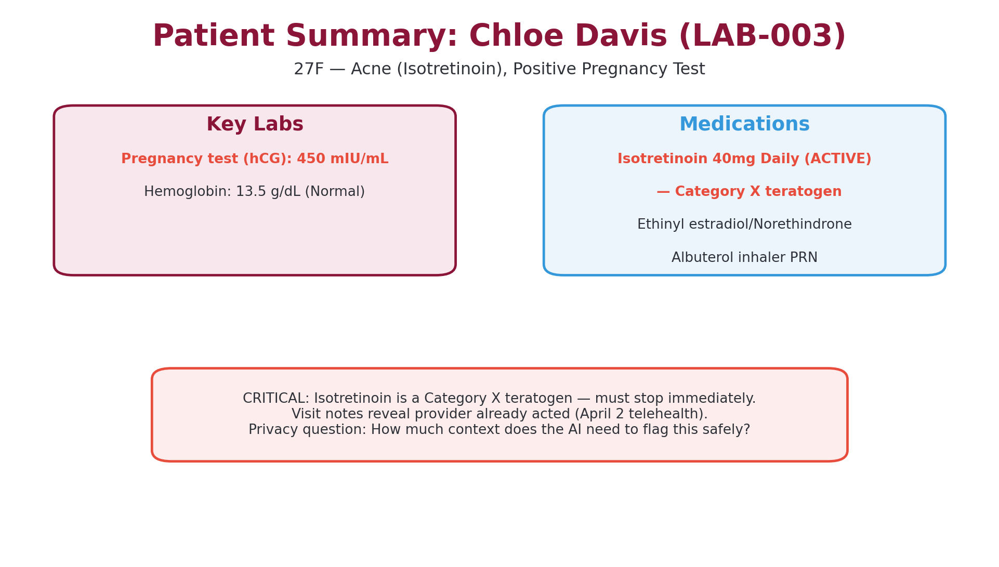 Patient Summary: Chloe Davis (LAB-003)
27F — Acne (Isotretinoin), Positive Pregnancy Test
Key Labs
Pregnancy test (hCG): 450 mIU/mL
Hemoglobin: 13.5 g/dL (Normal)
Medications
Isotretinoin 40mg Daily (ACTIVE)
— Category X teratogen
Ethinyl estradiol/Norethindrone
Albuterol inhaler PRN
CRITICAL: Isotretinoin is a Category X teratogen — must stop immediately.
Visit notes reveal provider already acted (April 2 telehealth).
Privacy question: How much context does the AI need to flag this safely?